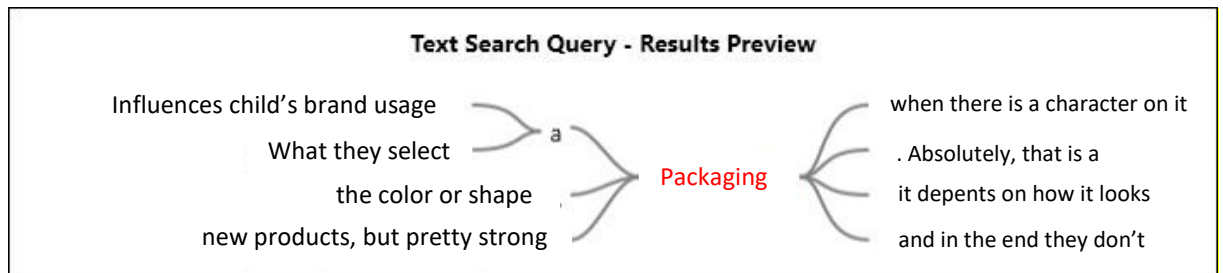 Text Search Query - Results Preview
Influences child’s brand usage
What they select
a
the color or shape
,
new products, but pretty strong
Packaging
when there is a character on it
. Absolutely, that is a
it depents on how it looks
and in the end they don’t